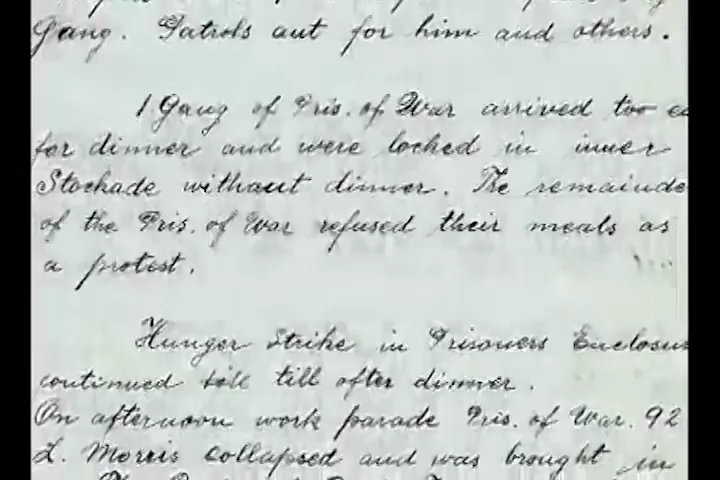 Gang. Patrols out for him and others.
1 Gang of Pris. of War arrived too ea
for dinner and were locked in inner
Stockade without dinner. The remainde
of the Pris. of War refused their meals as
a protest.
Hunger Strike in Prisoners Enclosu
continued till after dinner.
On afternoon work parade Pris. of War. 92
L. Morris collapsed and was brought in